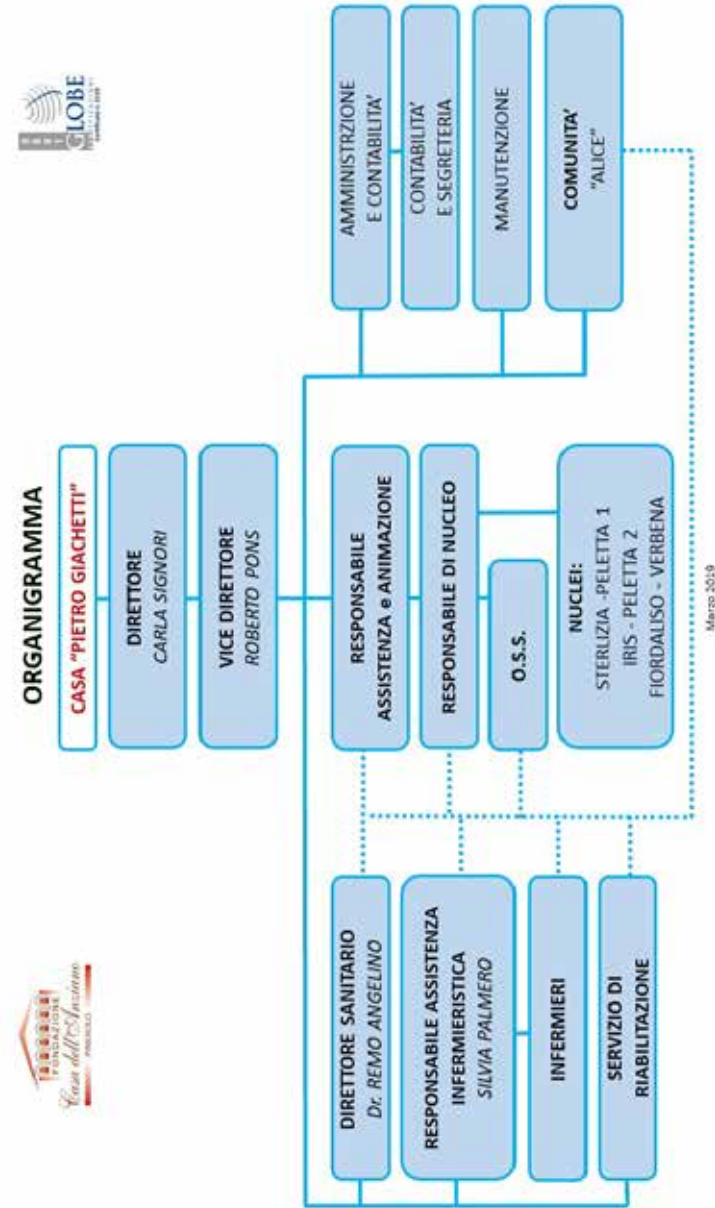 FONDAZIONE
Casa dell'Anziano
PINEROLO
ORGANIGRAMMA
GLOBE
CASA "PIETRO GIACHETTI"
DIRETTORE
CARLA SIGNORI
VICE DIRETTORE
ROBERTO PONS
DIRETTORE SANITARIO
Dr. REMO ANGELINO
RESPONSABILE ASSISTENZA
INFERMIERISTICA
SILVIA PALMERO
INFERMIERI
SERVIZIO DI
RIABILITAZIONE
RESPONSABILE
ASSISTENZA e ANIMAZIONE
RESPONSABILE DI NUCLEO
O.S.S.
NUCLEI:
STERLIZIA -PELETTA 1
IRIS - PELETTA 2
FIORDALISO - VERBENA
AMMINISTRZIONE
E CONTABILITA'
CONTABILITA'
E SEGRETERIA
MANUTENZIONE
COMUNITA'
"ALICE"
Marzo 2019